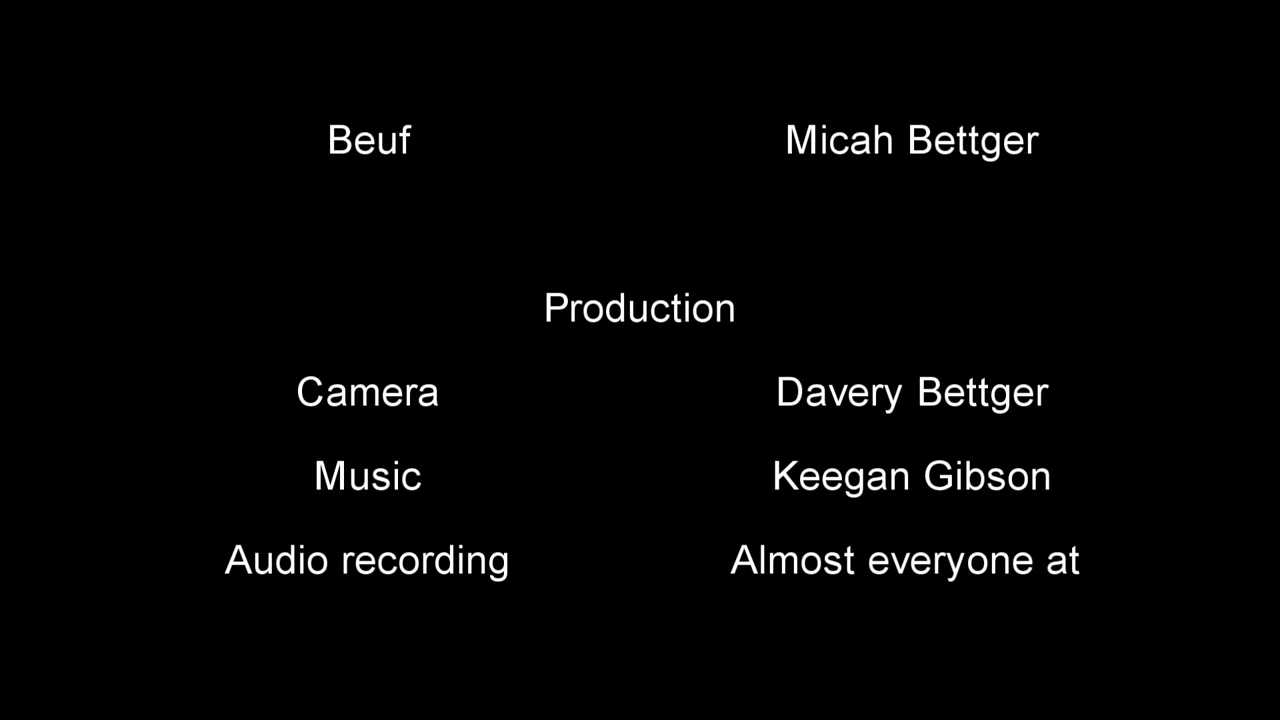 Beuf Micah Bettger
Production
Camera Davery Bettger
Music Keegan Gibson
Audio recording Almost everyone at